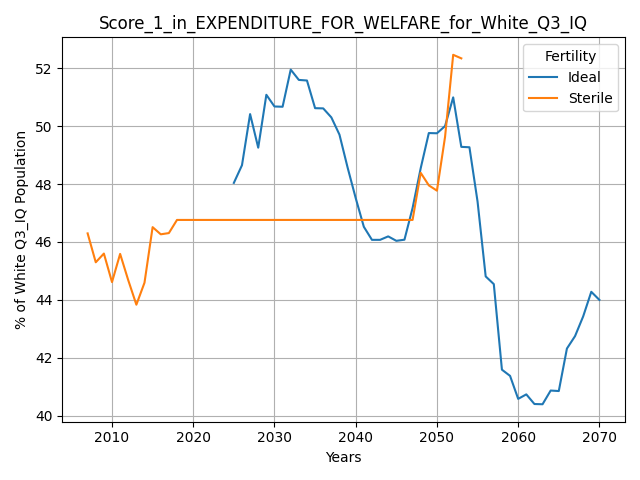 Score_1_in_EXPENDITURE_FOR_WELFARE_for_White_Q3_IQ
Fertility
Ideal
Sterile
% of White Q3_IQ Population
52
50
48
46
44
42
40
2010
2020
2030
2040
2050
2060
2070
Years